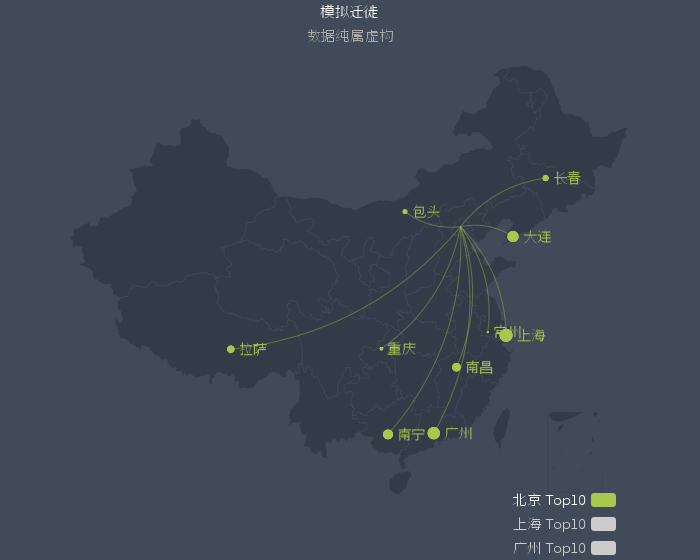 模拟迁徙
数据纯属虚构
长春
包头
大连
常州
上海
拉萨
重庆
南昌
南宁
广州
北京 Top10
上海 Top10
广州 Top10